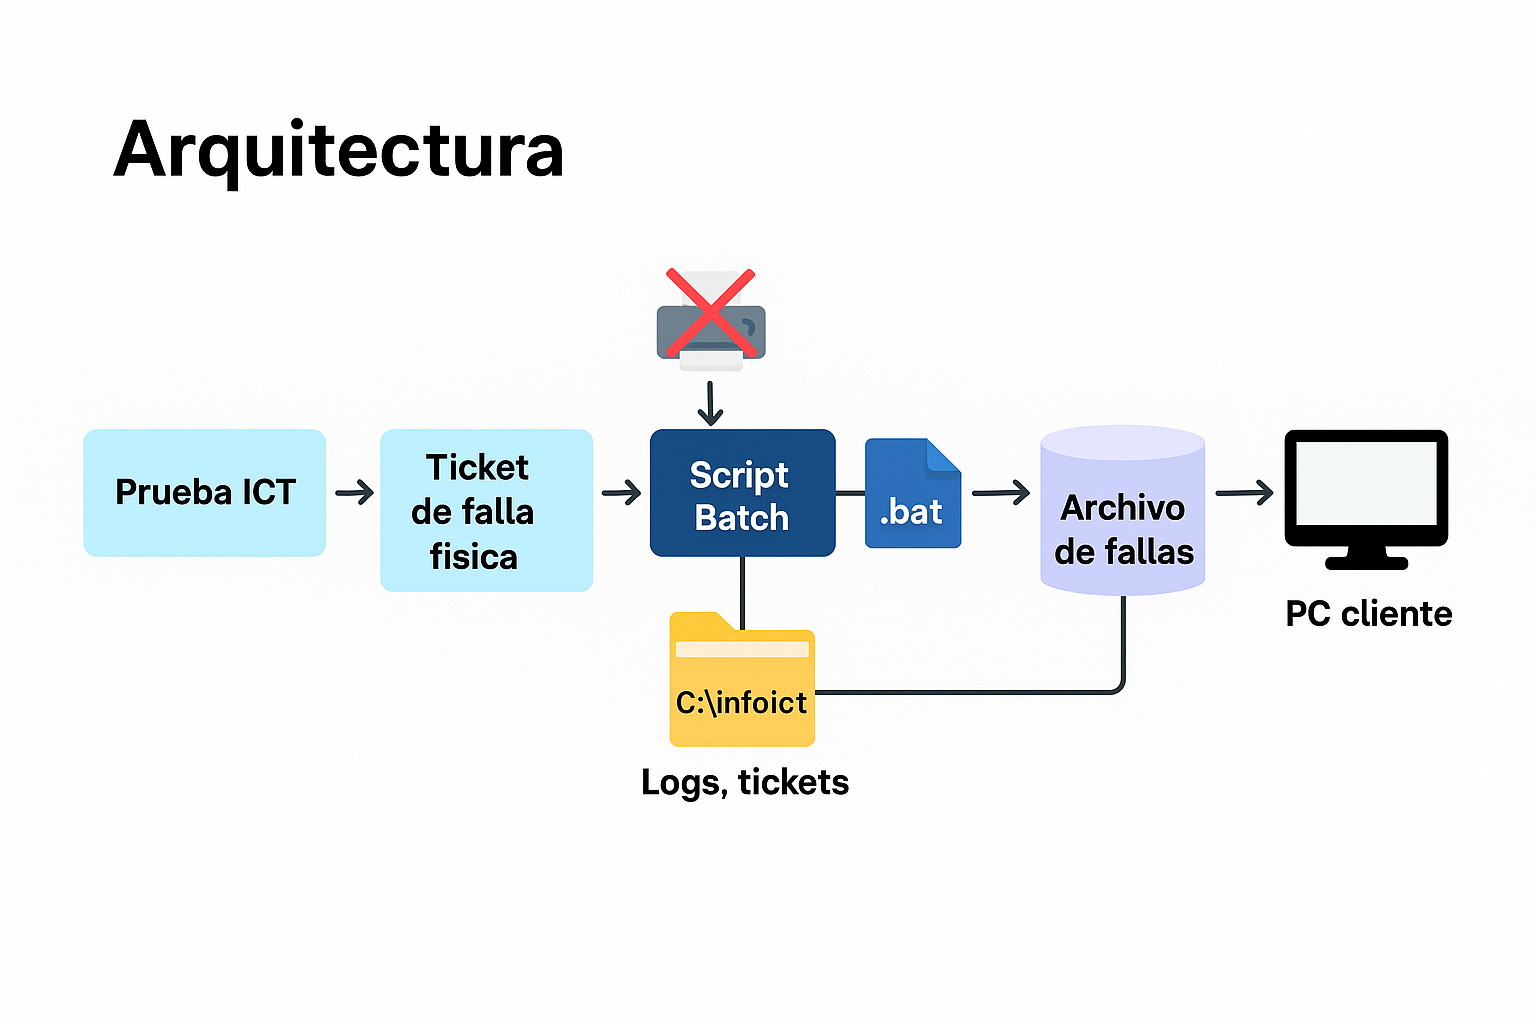 Arquitectura
Prueba ICT
Ticket
de falla
fisica
Script
Batch
.bat
Archivo
de fallas
PC cliente
C:\infoict
Logs, tickets